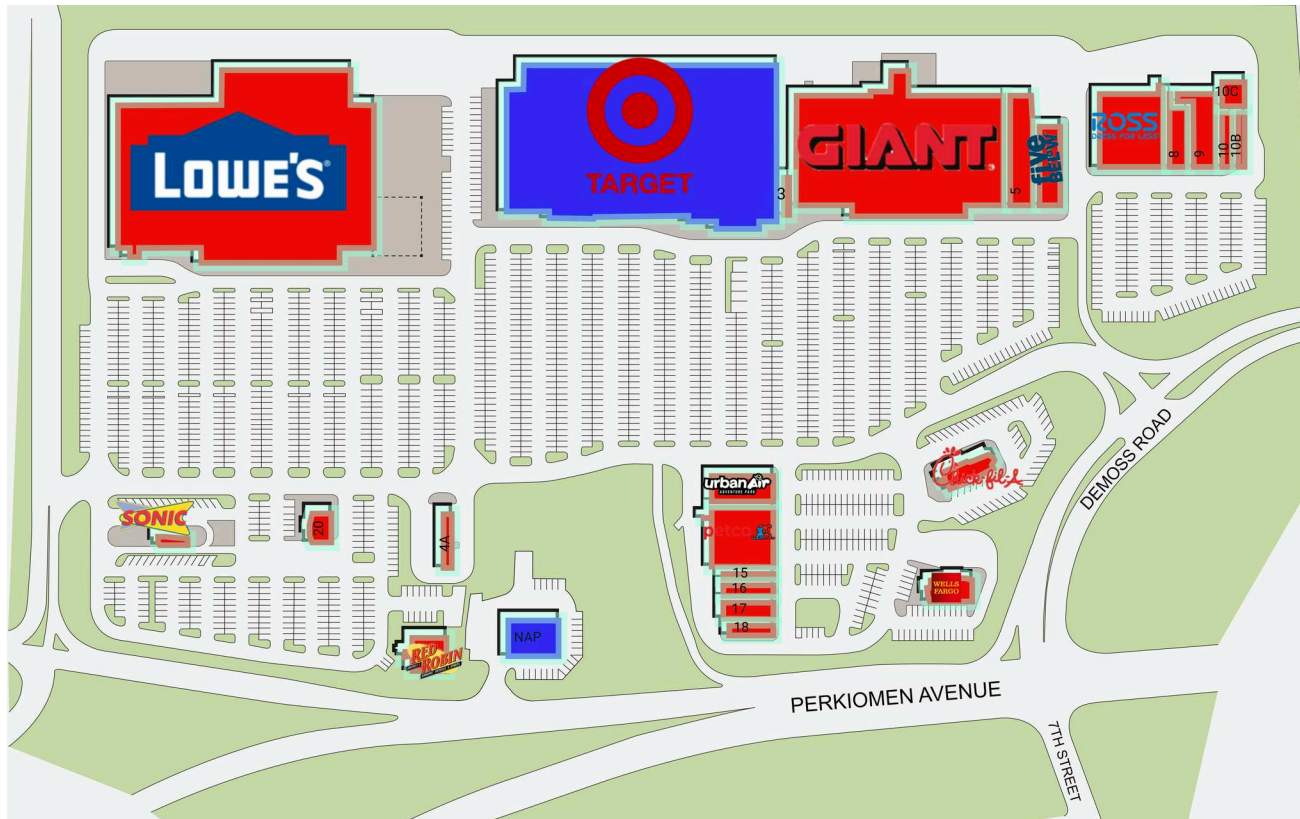 LOWE'S
TARGET
3
GIANT
5
five BEL'W
ROSS
DRESS FOR LESS
8
9
10
10B
10C
SONIC
20
4A
urbanAir
ADVENTURE PARK
petco
15
16
17
18
Chick-fil-A
WELLS
FARGO
NAP
RED
ROBIN
DEMOSS ROAD
PERKIOMEN AVENUE
7TH STREET